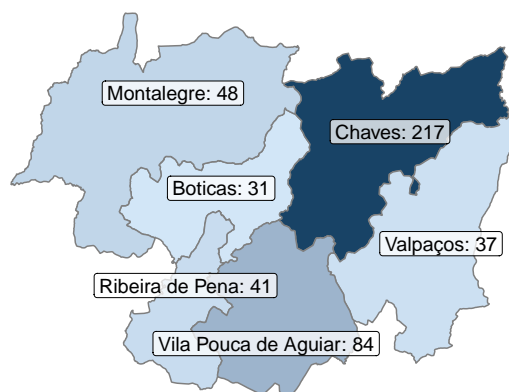 Montalegre: 48
Chaves: 217
Boticas: 31
Valpaços: 37
Ribeira de Pena: 41
Vila Pouca de Aguiar: 84